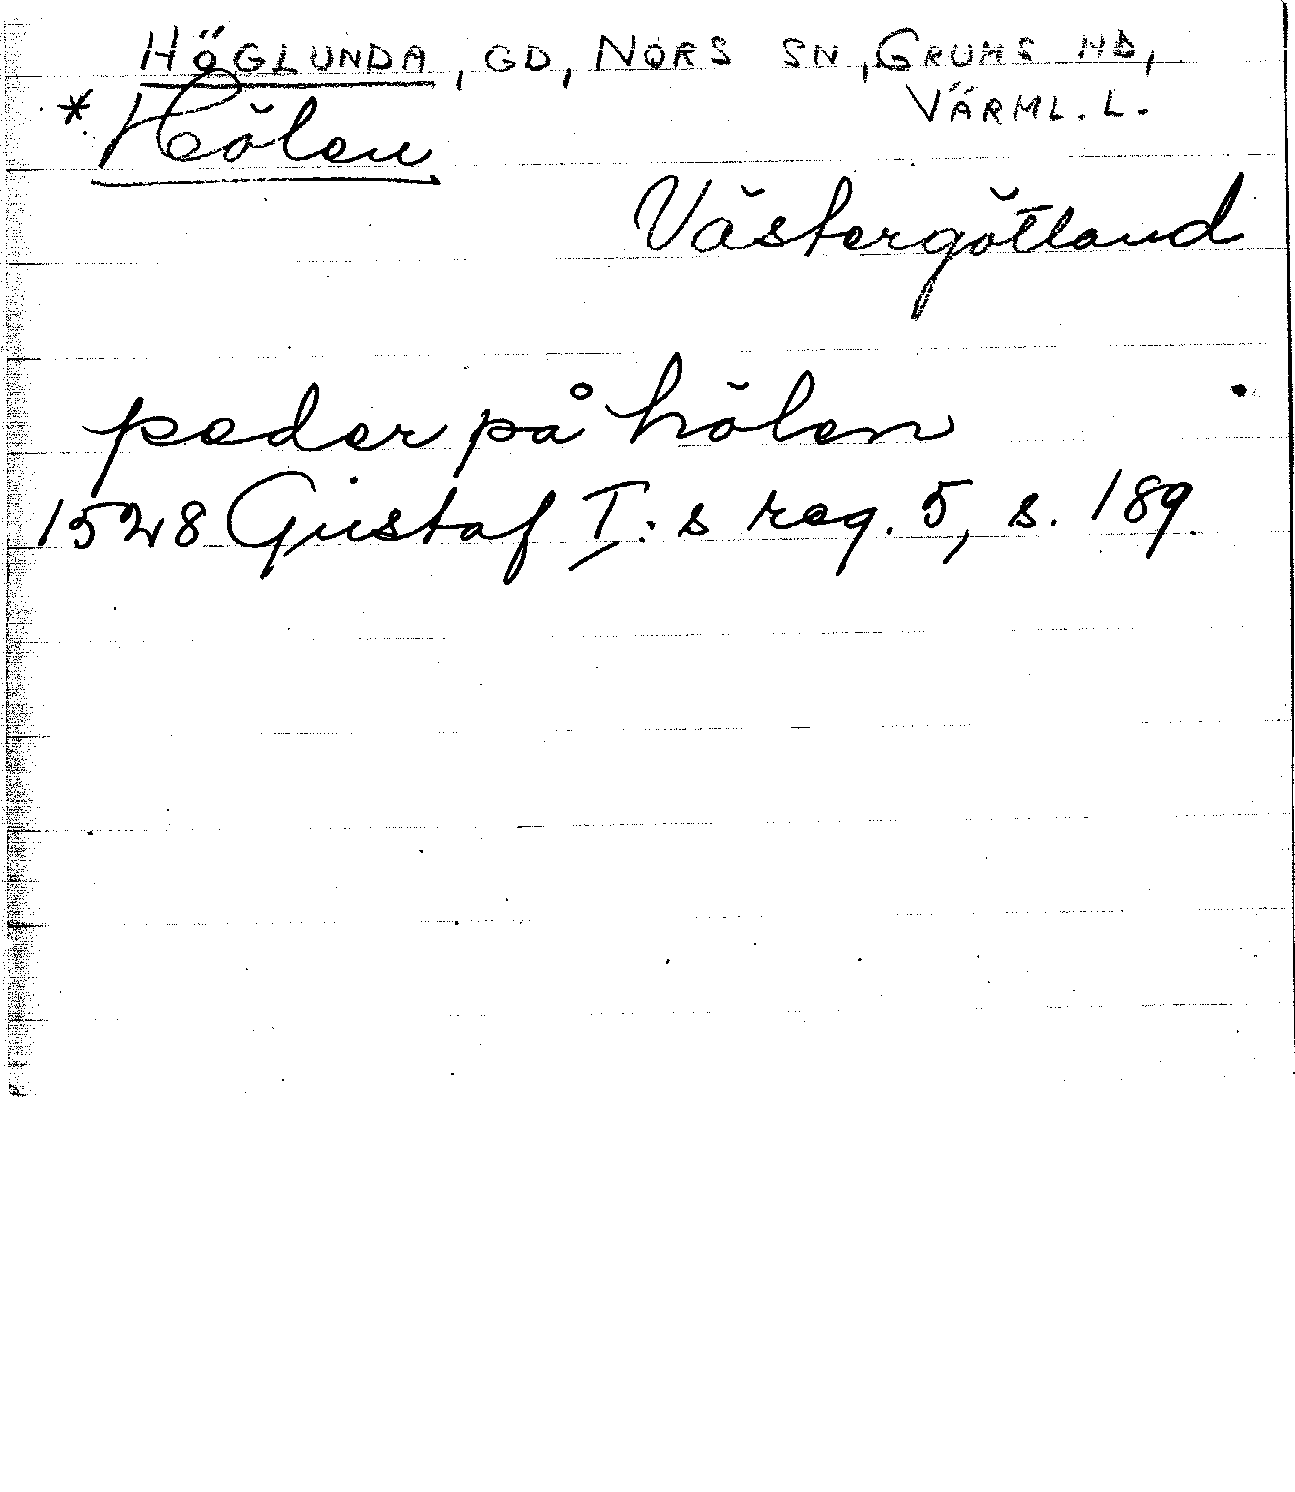 HÖGLUNDA, GD, NORS SN, GRUMS HD,
VÄRML. L.
* Hölen
Västergötland
peder på hölen
1528 Gustaf I:s reg. 5, s. 189.